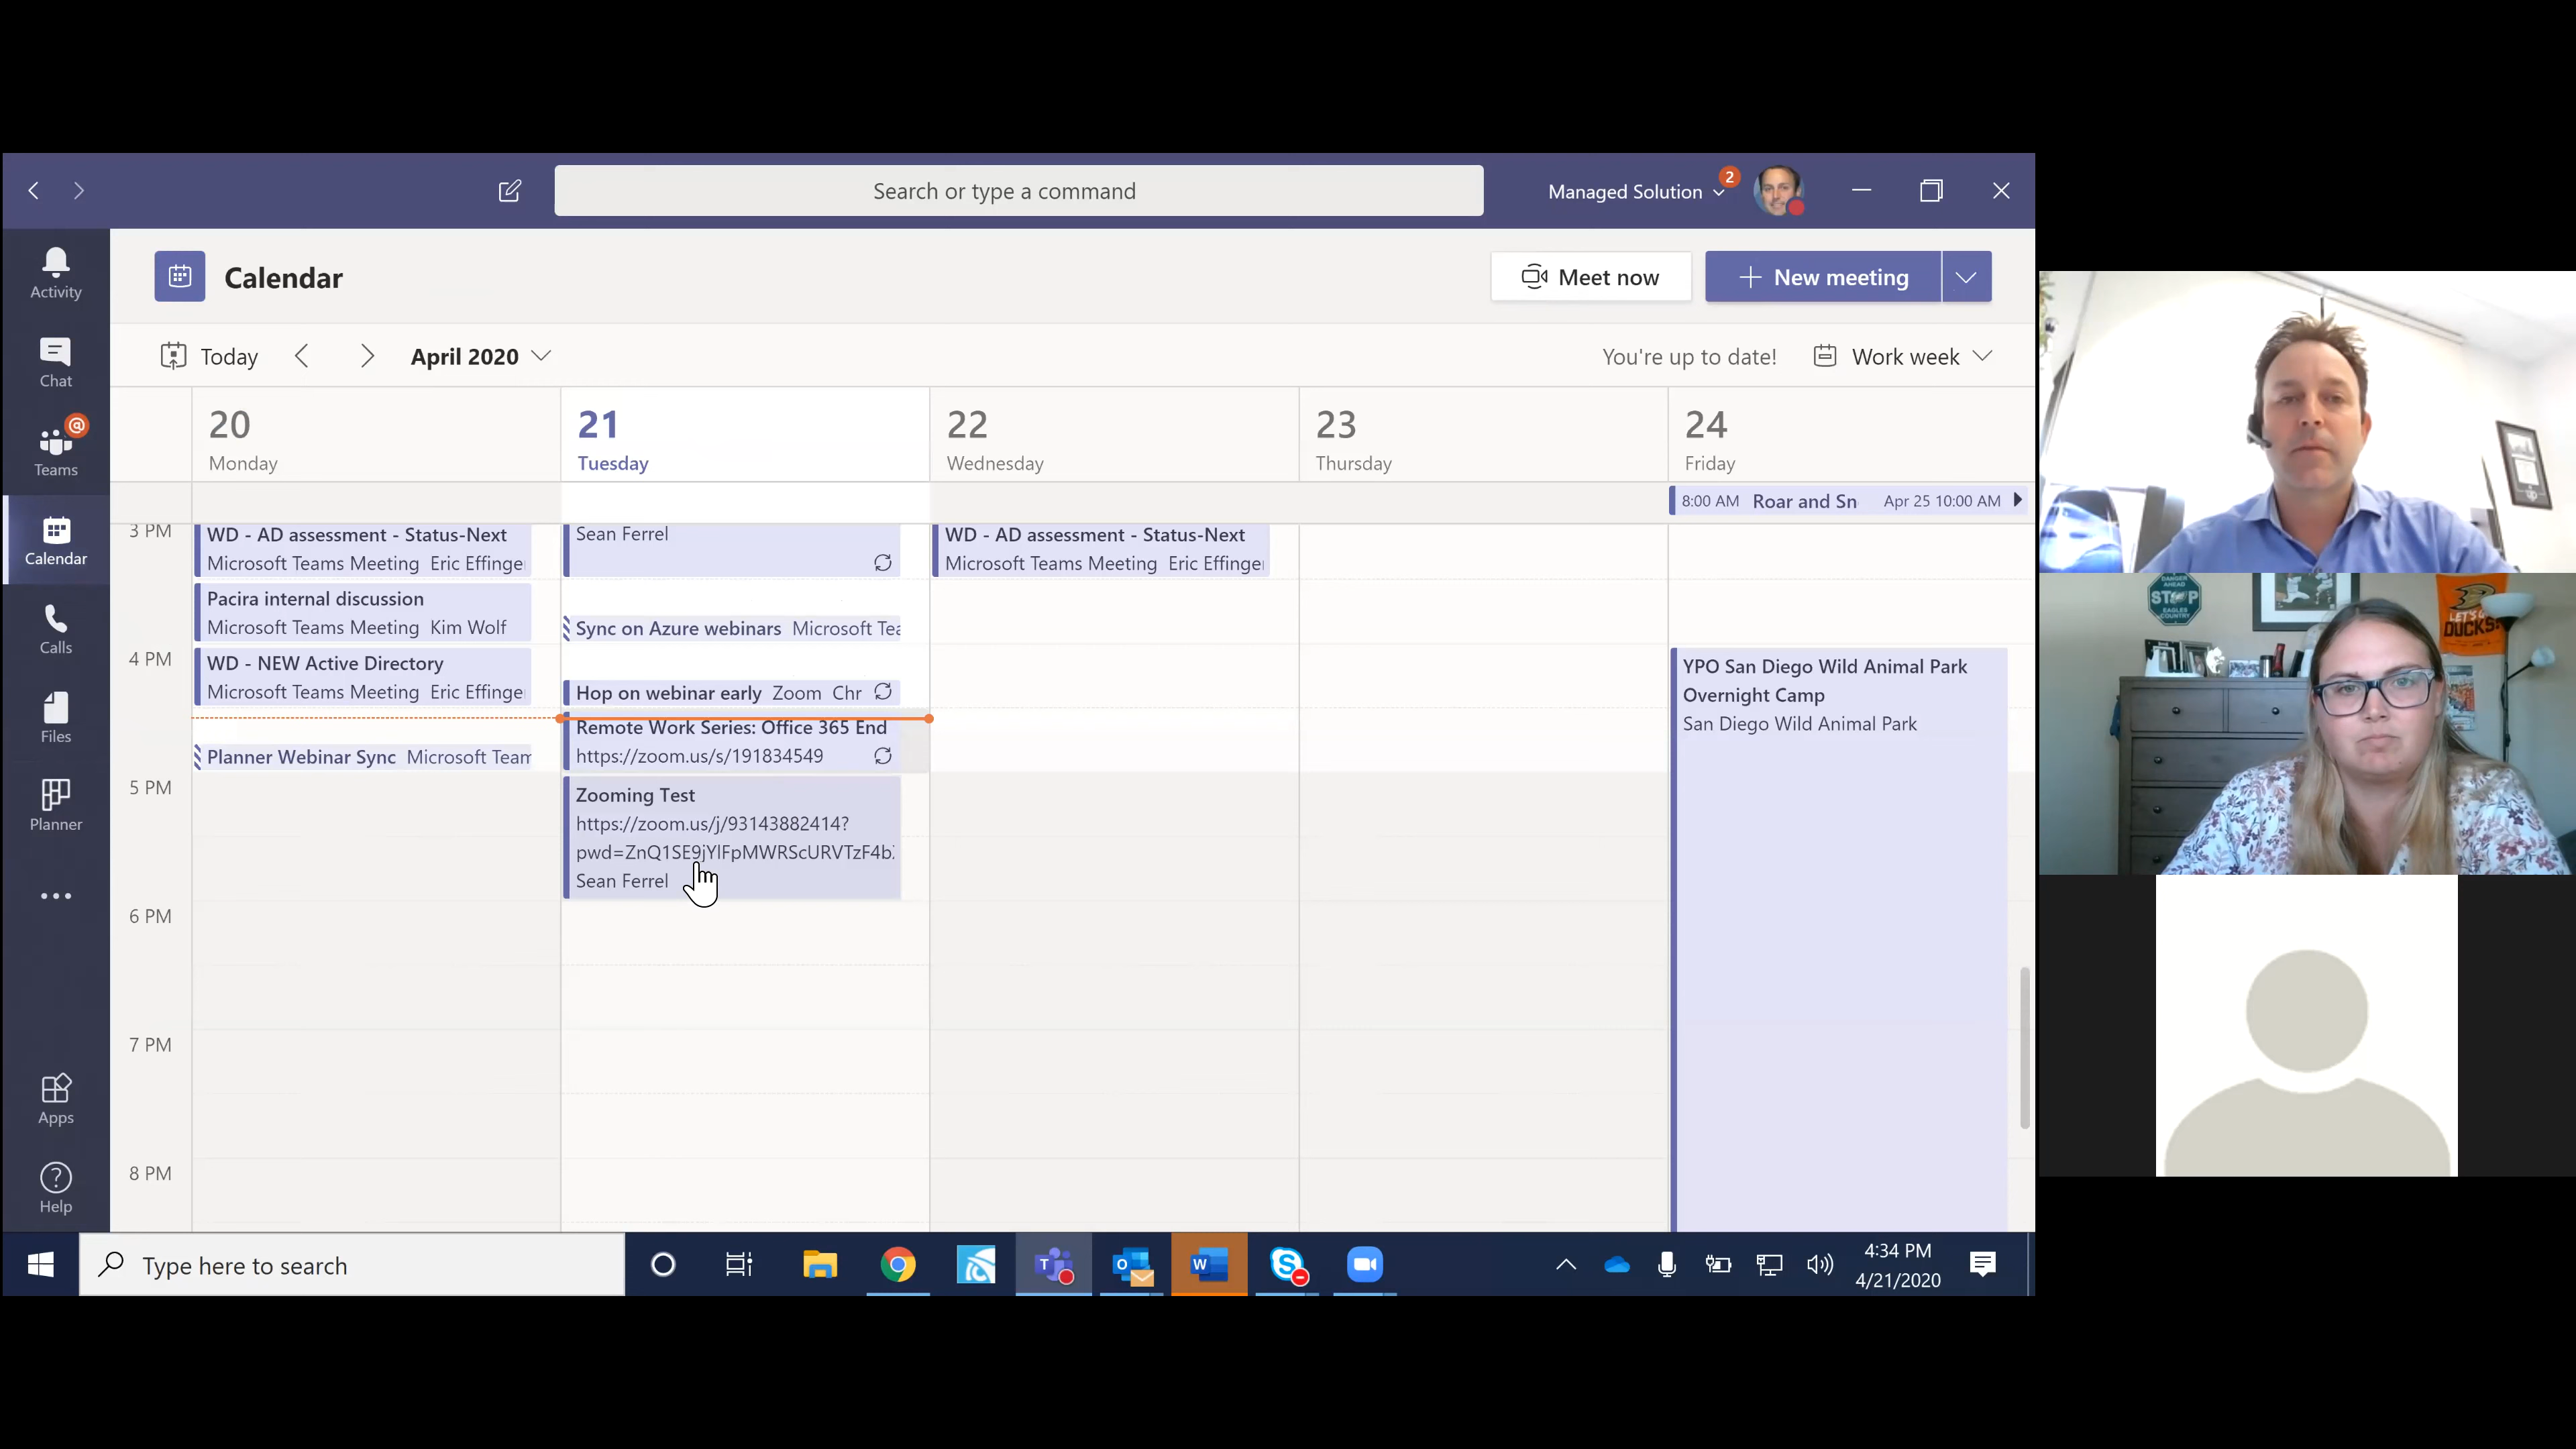 Search or type a command
Managed Solution
2
Activity
Chat
@
Teams
Calendar
Calls
Files
Planner
Apps
Help
Calendar
Meet now
New meeting
Today
April 2020
You're up to date!
Work week
20
Monday
21
Tuesday
22
Wednesday
23
Thursday
24
Friday
8:00 AM Roar and Sn Apr 25 10:00 AM
3 PM
4 PM
5 PM
6 PM
7 PM
8 PM
WD - AD assessment - Status-Next
Microsoft Teams Meeting Eric Effinge
Pacira internal discussion
Microsoft Teams Meeting Kim Wolf
WD - NEW Active Directory
Microsoft Teams Meeting Eric Effinge
Planner Webinar Sync Microsoft Team
Sean Ferrel
Sync on Azure webinars Microsoft Tea
Hop on webinar early Zoom Chr
Remote Work Series: Office 365 End
https://zoom.us/s/191834549
Zooming Test
https://zoom.us/j/93143882414?
pwd=ZnQ1SE9jYlFpMWRScURVTzF4b
Sean Ferrel
WD - AD assessment - Status-Next
Microsoft Teams Meeting Eric Effinge
YPO San Diego Wild Animal Park
Overnight Camp
San Diego Wild Animal Park
DANGER
AHEAD
STOP
EAGLES
COUNTRY
LET'S GO
DUCKS
Type here to search
4:34 PM
4/21/2020